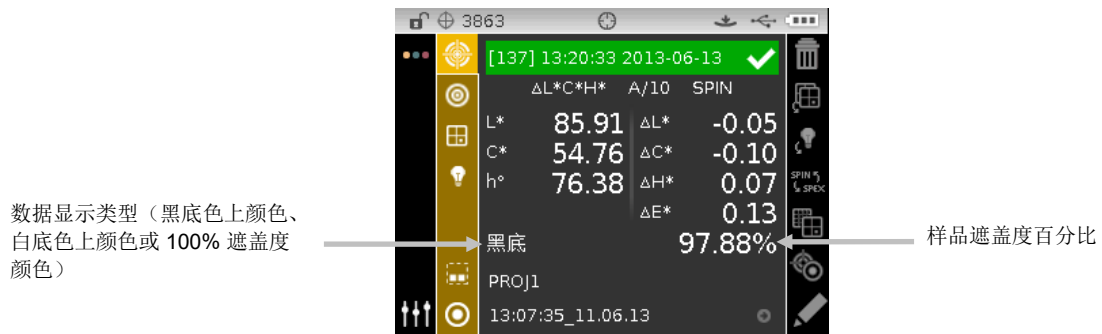 3863
[137] 13:20:33 2013-06-13
ΔL*C*H* A/10 SPIN
L* 85.91 ΔL* -0.05
C* 54.76 ΔC* -0.10
h° 76.38 ΔH* 0.07
ΔE* 0.13
黑底 97.88%
PROJ1
13:07:35_11.06.13
SPIN
SPEX
数据显示类型（黑底色上颜色、
白底色上颜色或 100% 遮盖度
颜色）
样品遮盖度百分比